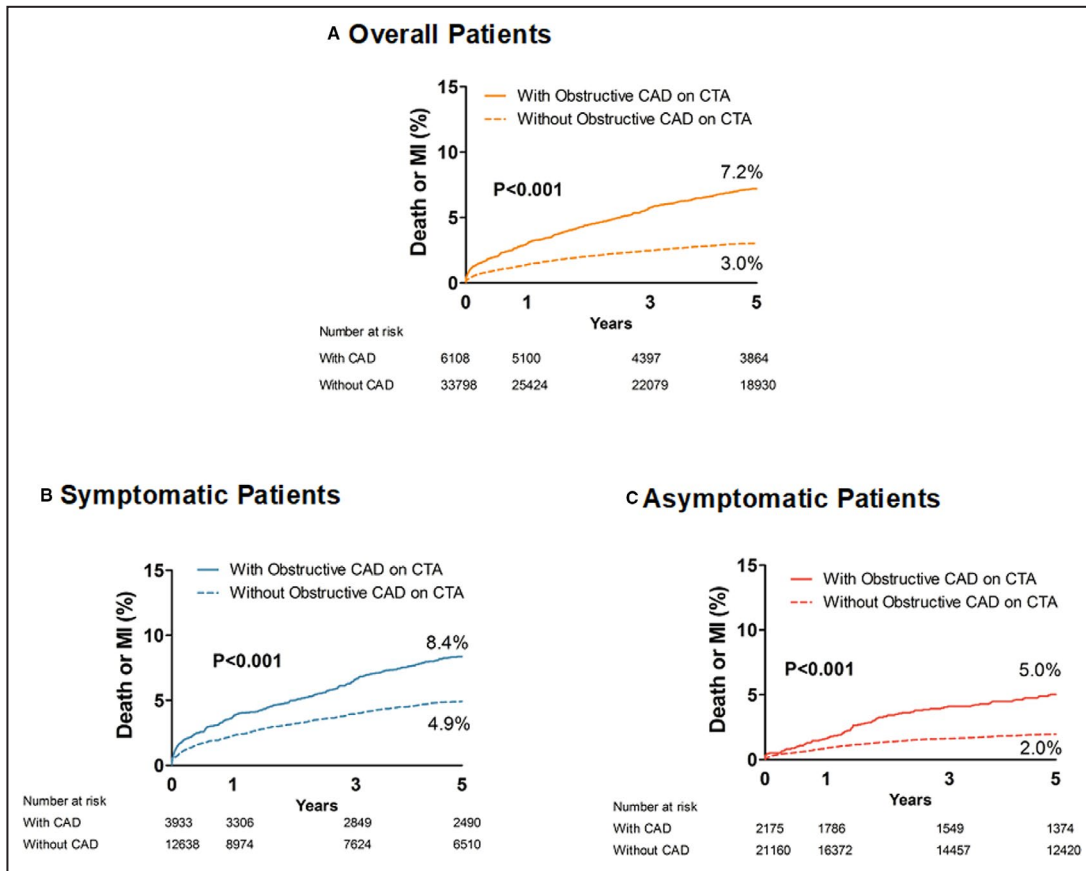 A Overall Patients
15
With Obstructive CAD on CTA
Without Obstructive CAD on CTA
Death or MI (%)
10
7.2%
P<0.001
5
3.0%
0
0 1 3 5
Years
Number at risk
With CAD 6108 5100 4397 3864
Without CAD 33798 25424 22079 18930
B Symptomatic Patients
15
With Obstructive CAD on CTA
Without Obstructive CAD on CTA
Death or MI (%)
10
8.4%
P<0.001
5
4.9%
0
0 1 3 5
Years
Number at risk
With CAD 3933 3306 2849 2490
Without CAD 12638 8974 7624 6510
C Asymptomatic Patients
15
With Obstructive CAD on CTA
Without Obstructive CAD on CTA
Death or MI (%)
10
P<0.001
5.0%
5
2.0%
0
0 1 3 5
Years
Number at risk
With CAD 2175 1786 1549 1374
Without CAD 21160 16372 14457 12420